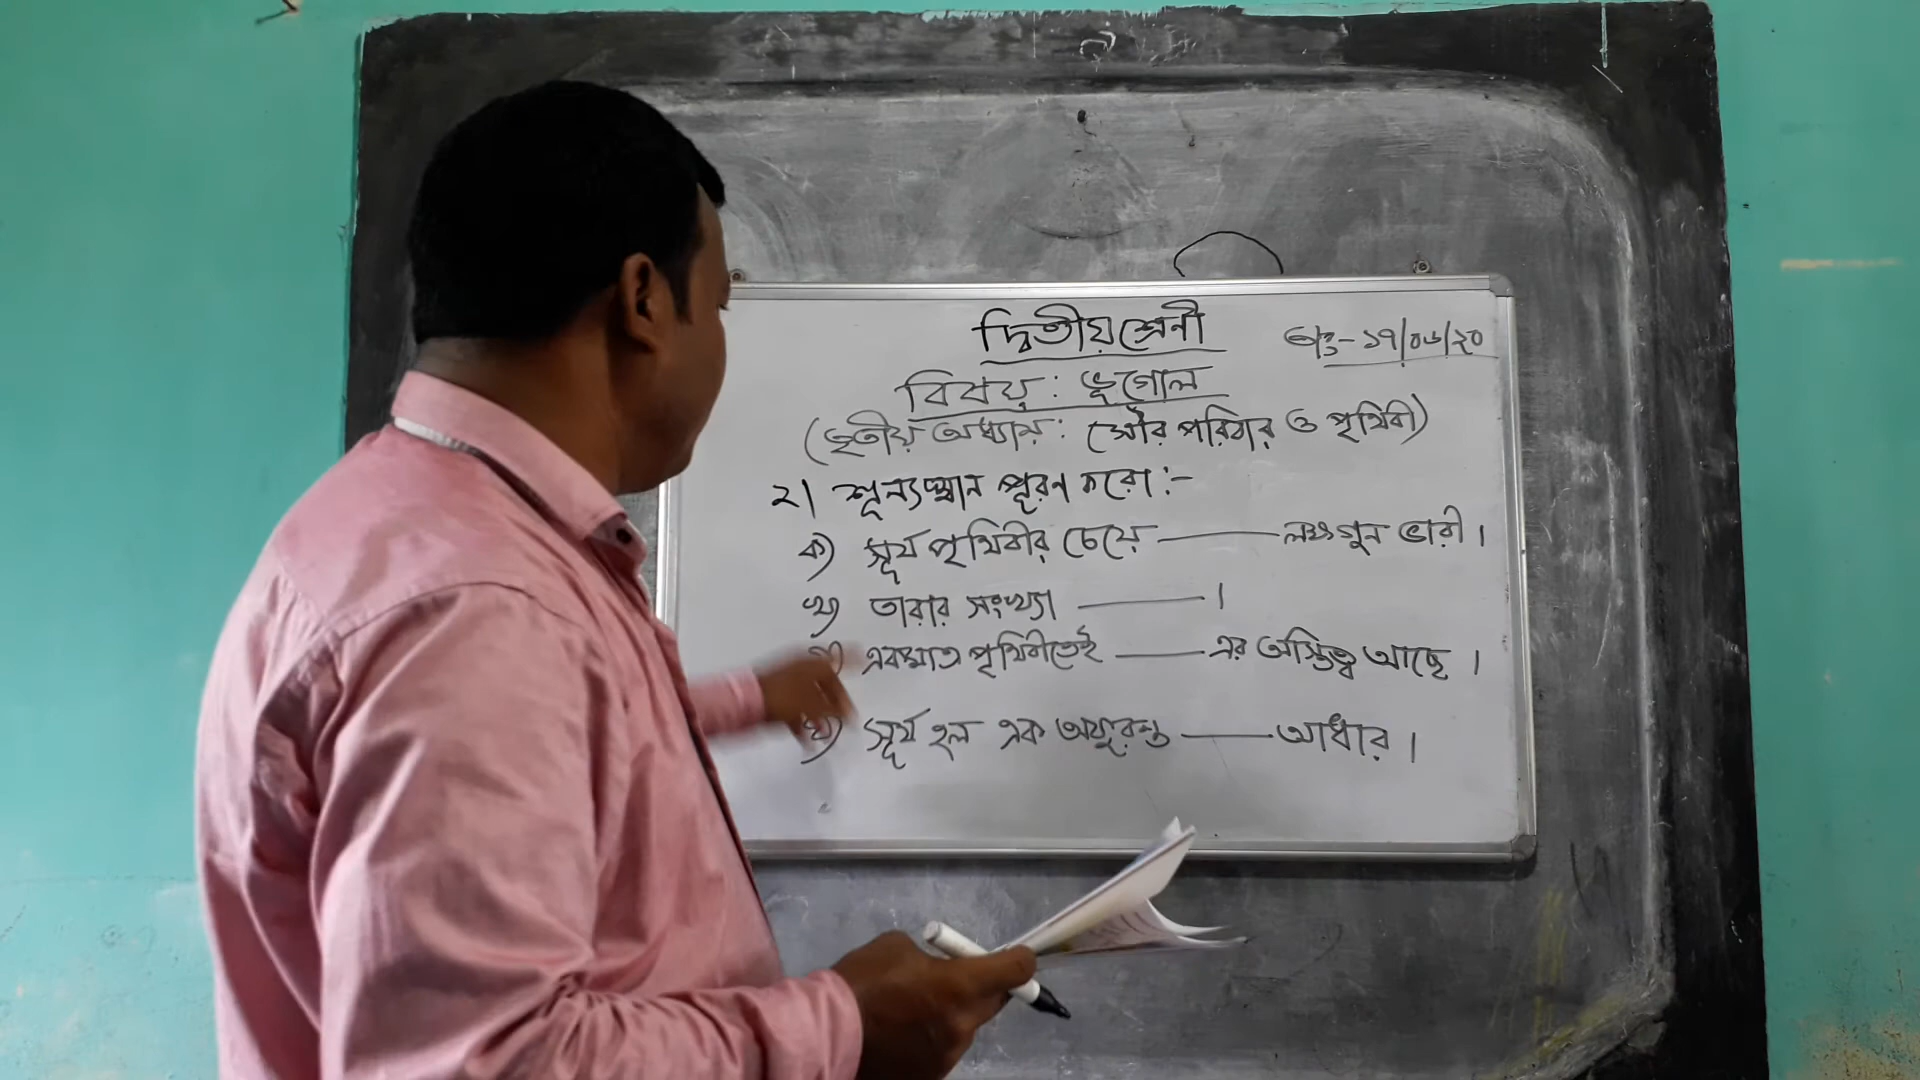 দ্বিতীয় শ্রেনী
তাং- ১৭/০৬/২০
বিষয় : ভূগোল
(তৃতীয় অধ্যায় : সৌর পরিবার ও পৃথিবী)
২। শূন্যস্থান পূরণ করো :-
ক) সূর্য পৃথিবীর চেয়ে ——— লক্ষগুন ভারী।
খ) তারার সংখ্যা ———।
গ) একমাত্র পৃথিবীতেই ——— এর অস্তিত্ব আছে।
ঘ) সূর্য হল এক অফুরন্ত ——— আধার।